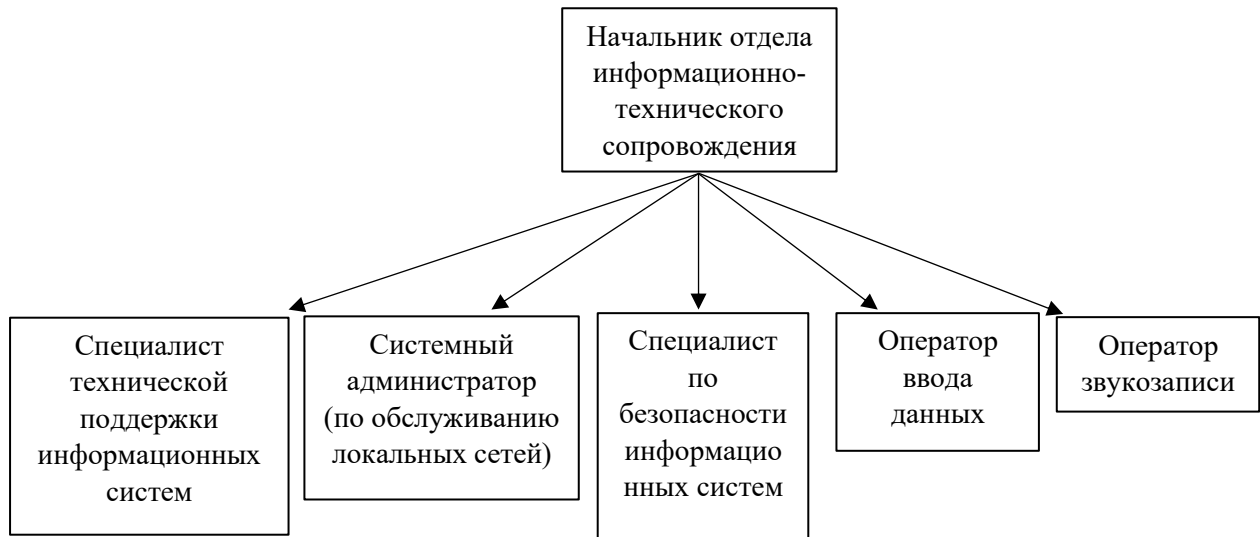 Начальник отдела
информационно-
технического
сопровождения
Специалист
технической
поддержки
информационных
систем
Системный
администратор
(по обслуживанию
локальных сетей)
Специалист
по
безопасности
информацио
нных систем
Оператор
ввода
данных
Оператор
звукозаписи